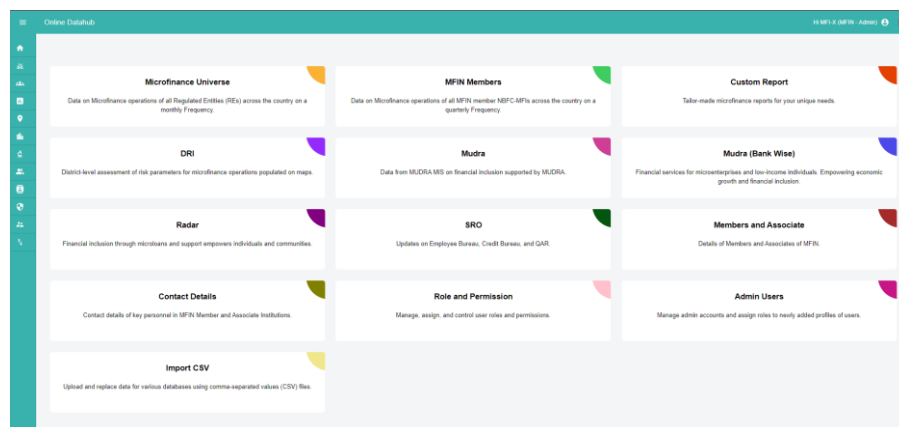 Online Datahub
Hi MFI-X (MFIN - Admin)
Microfinance Universe
Data on Microfinance operations of all Regulated Entities (REs) across the country on a
monthly Frequency.
MFIN Members
Data on Microfinance operations of all MFIN member NBFC-MFIs across the country on a
quarterly Frequency.
Custom Report
Tailor-made microfinance reports for your unique needs.
DRI
District-level assessment of risk parameters for microfinance operations populated on maps.
Mudra
Data from MUDRA MIS on financial inclusion supported by MUDRA.
Mudra (Bank Wise)
Financial services for microenterprises and low-income individuals. Empowering economic
growth and financial inclusion.
Radar
Financial inclusion through microloans and support empowers individuals and communities.
SRO
Updates on Employee Bureau, Credit Bureau, and QAR.
Members and Associate
Details of Members and Associates of MFIN.
Contact Details
Contact details of key personnel in MFIN Member and Associate Institutions.
Role and Permission
Manage, assign, and control user roles and permissions.
Admin Users
Manage admin accounts and assign roles to newly added profiles of users.
Import CSV
Upload and replace data for various databases using comma-separated values (CSV) files.